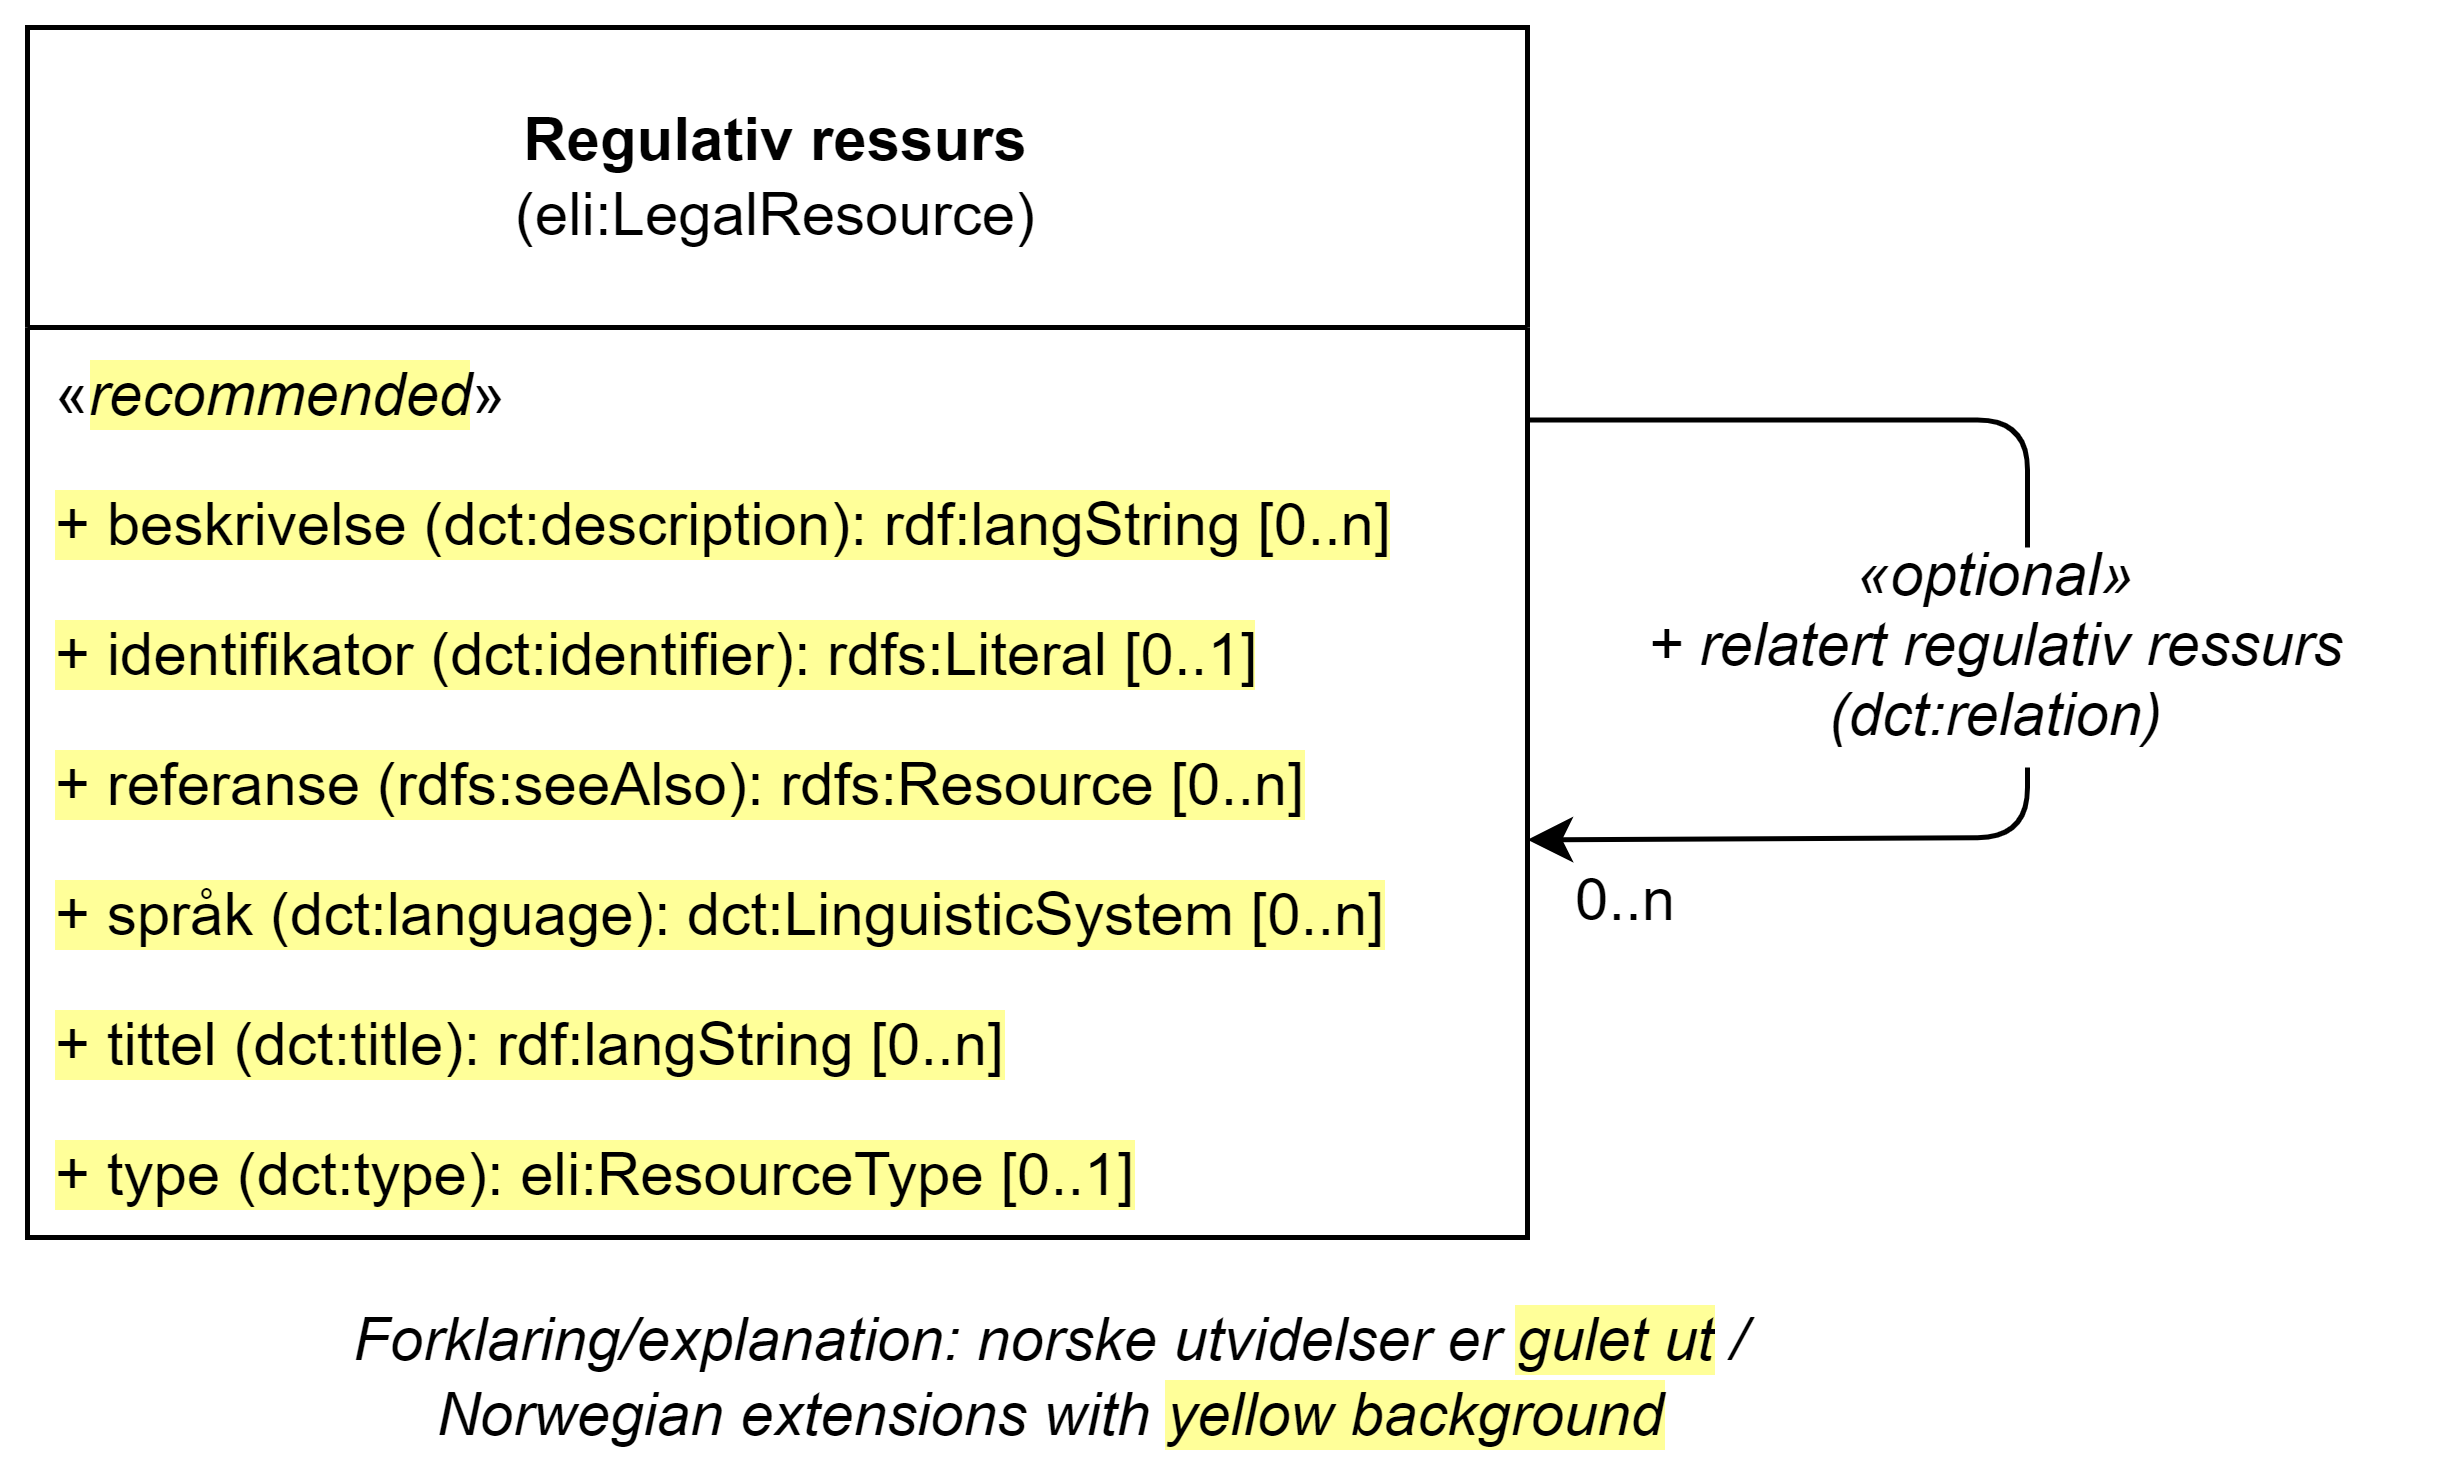 Regulativ ressurs
(eli:LegalResource)
«recommended»
+ beskrivelse (dct:description): rdf:langString [0..n]
+ identifikator (dct:identifier): rdfs:Literal [0..1]
+ referanse (rdfs:seeAlso): rdfs:Resource [0..n]
+ språk (dct:language): dct:LinguisticSystem [0..n]
+ tittel (dct:title): rdf:langString [0..n]
+ type (dct:type): eli:ResourceType [0..1]
«optional»
+ relatert regulativ ressurs
(dct:relation)
0..n
Forklaring/explanation: norske utvidelser er gulet ut /
Norwegian extensions with yellow background